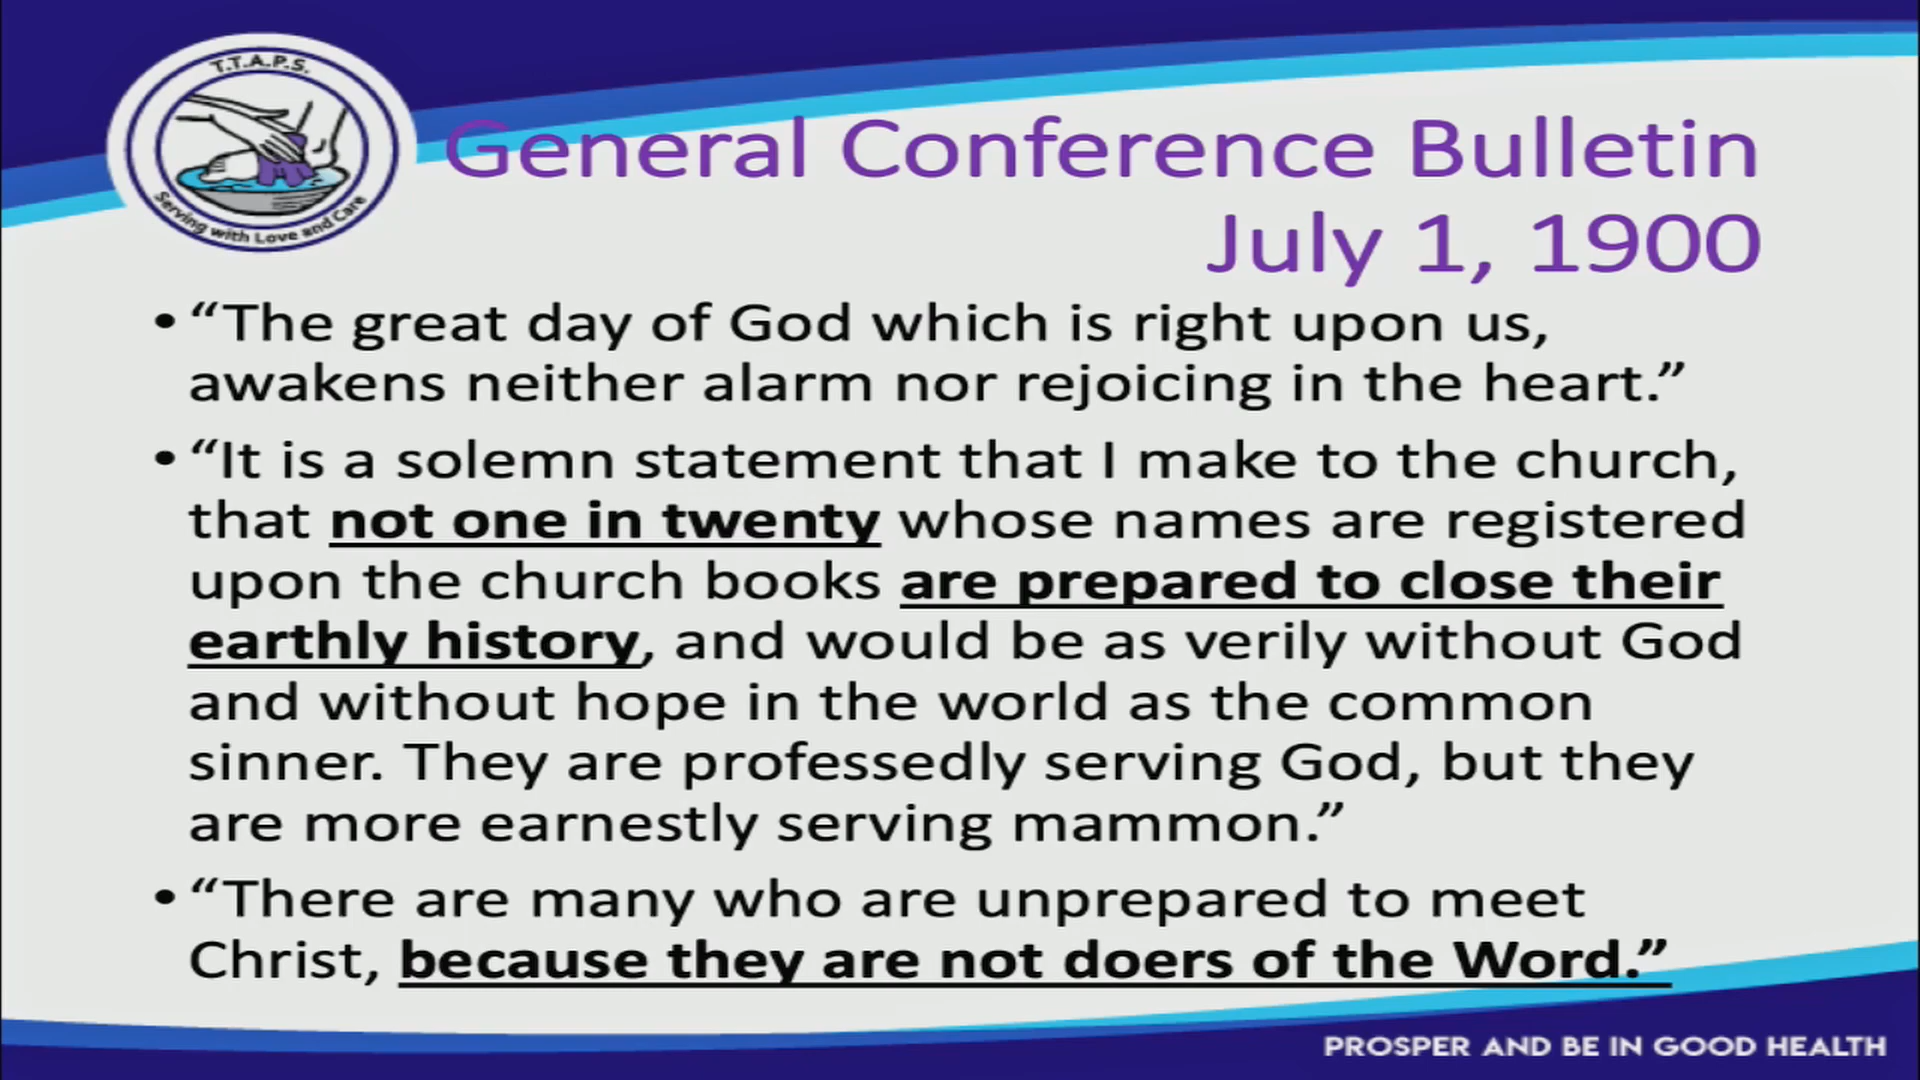 T.T.A.P.S.
Serving with Love and Care
General Conference Bulletin
July 1, 1900
• “The great day of God which is right upon us,
awakens neither alarm nor rejoicing in the heart.”
• “It is a solemn statement that I make to the church,
that not one in twenty whose names are registered
upon the church books are prepared to close their
earthly history, and would be as verily without God
and without hope in the world as the common
sinner. They are professedly serving God, but they
are more earnestly serving mammon.”
• “There are many who are unprepared to meet
Christ, because they are not doers of the Word.”
PROSPER AND BE IN GOOD HEALTH